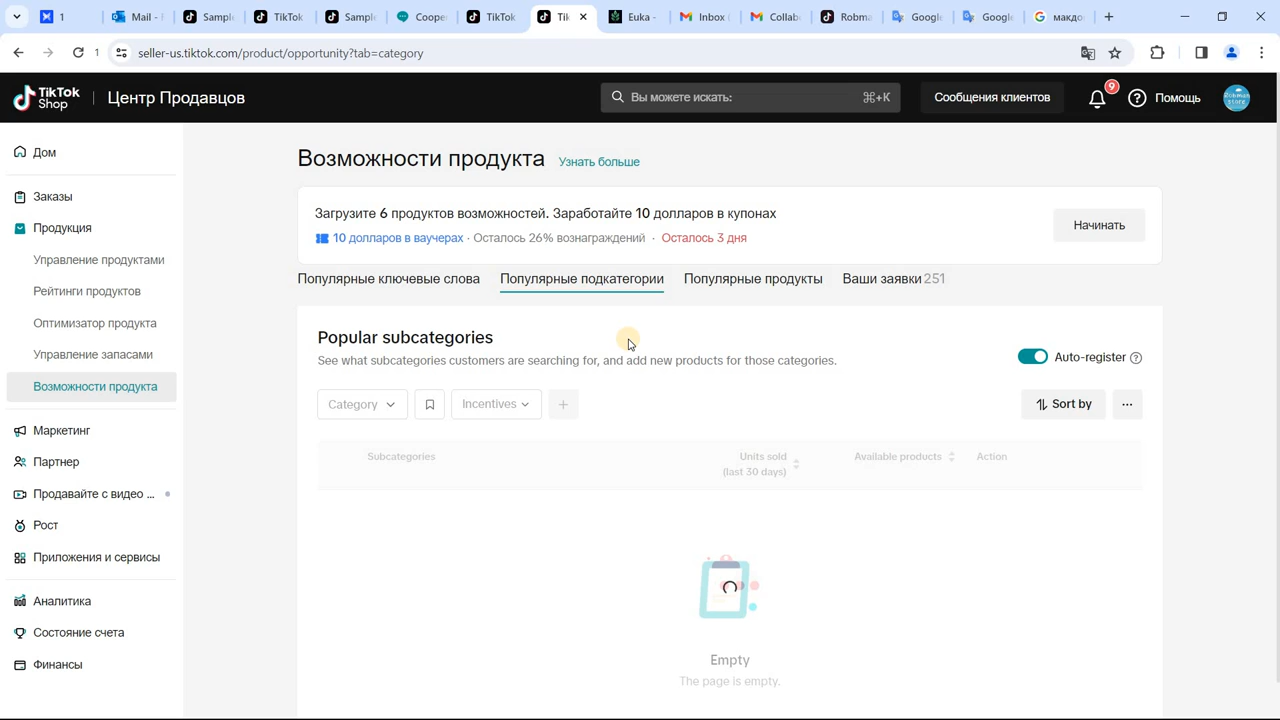 1
Mail -
Sample
TikTok
Sample
Coope
TikTok
Tik
Euka -
Inbox
Collab
Robma
Google
Google
макдо
seller-us.tiktok.com/product/opportunity?tab=category
1
TikTok Shop | Центр Продавцов
Вы можете искать: ⌘+K
Сообщения клиентов
9
Помощь
Дом
Заказы
Продукция
Управление продуктами
Рейтинги продуктов
Оптимизатор продукта
Управление запасами
Возможности продукта
Маркетинг
Партнер
Продавайте с видео ...
Рост
Приложения и сервисы
Аналитика
Состояние счета
Финансы
Возможности продукта Узнать больше
Загрузите 6 продуктов возможностей. Заработайте 10 долларов в купонах
10 долларов в ваучерах · Осталось 26% вознаграждений · Осталось 3 дня
Начинать
Популярные ключевые слова Популярные подкатегории Популярные продукты Ваши заявки 251
Popular subcategories
See what subcategories customers are searching for, and add new products for those categories.
Auto-register
Category Incentives Sort by ...
Subcategories Units sold Available products Action
(last 30 days)
Empty
The page is empty.